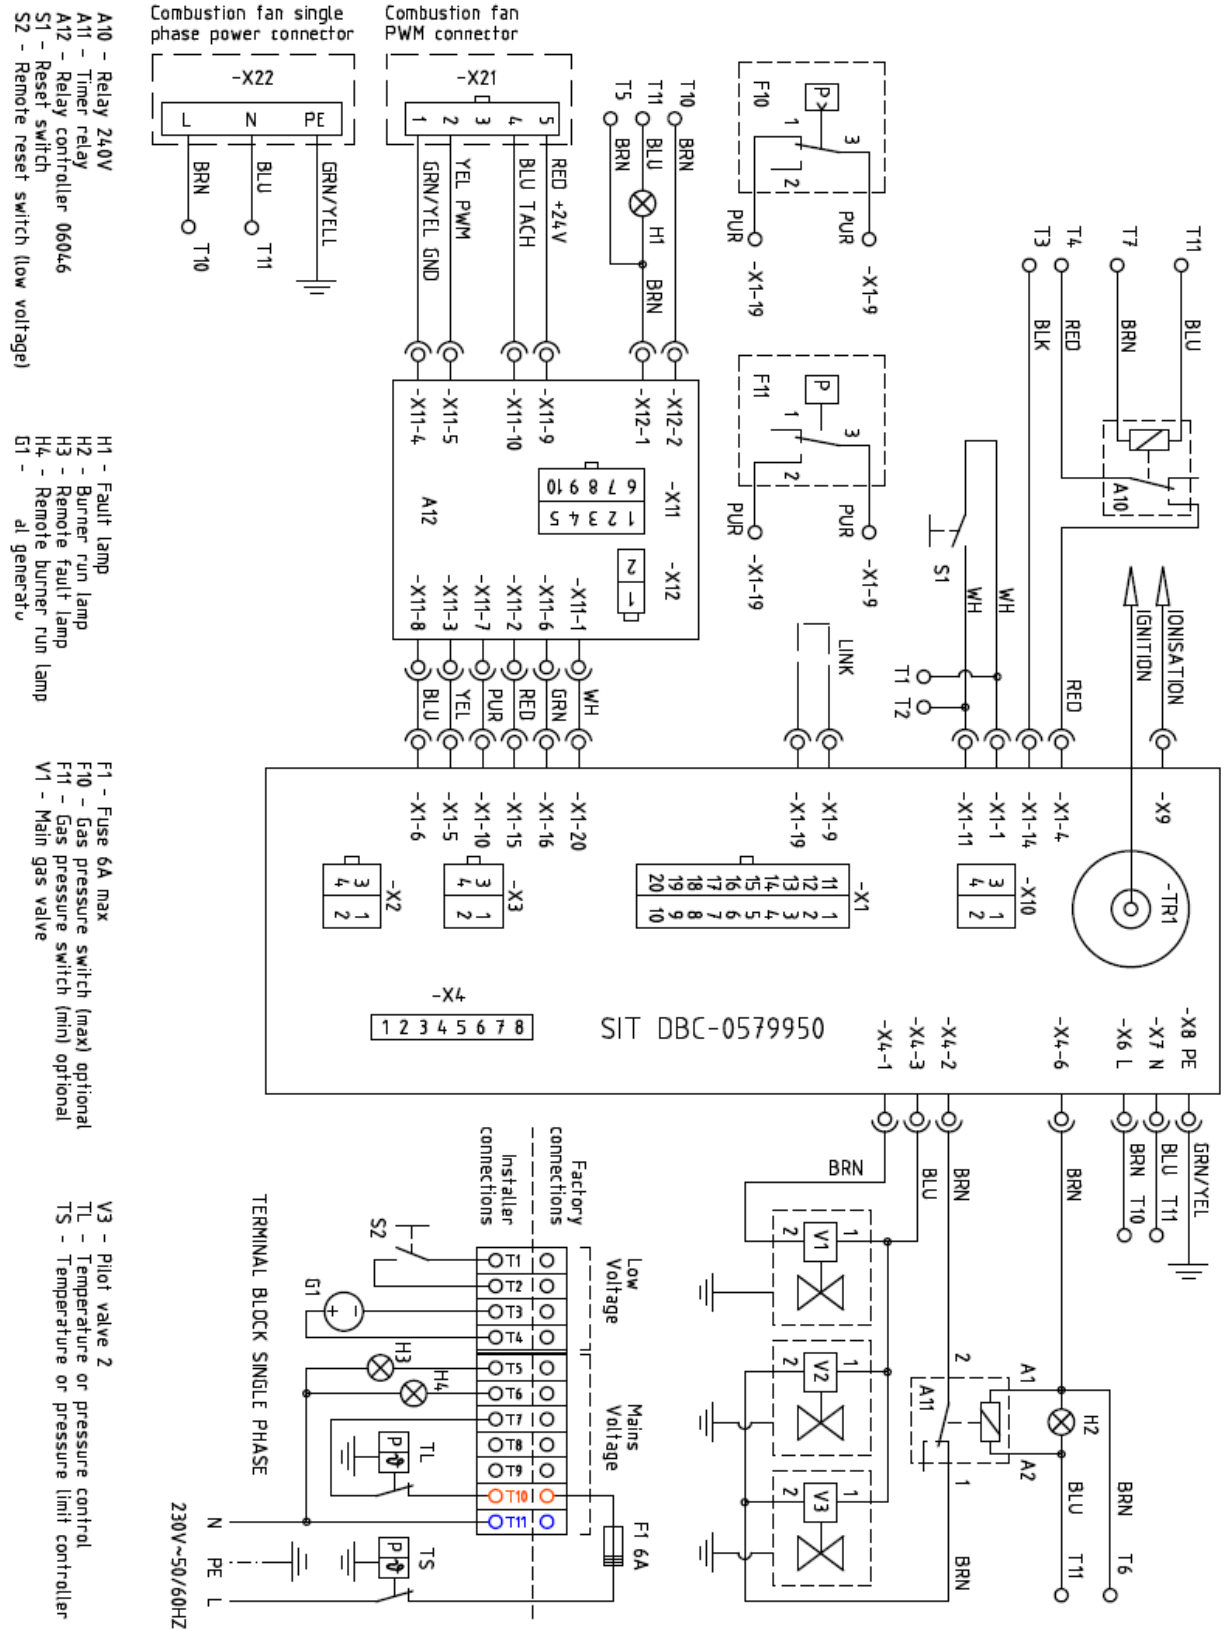 Combustion fan single
phase power connector
-X22
L N PE
BRN
BLU
GRN/YELL
T10
T11
Combustion fan
PWM connector
-X21
1 2 3 4 5
GRN/YEL GND
YEL PWM
BLU TACH
RED +24V
T5
T11
T10
BRN
BLU
BRN
H1
BRN
F10
P>
1
3
2
PUR
PUR
-X1-19
-X1-9
F11
P
1
3
2
PUR
PUR
-X1-19
-X1-9
T3
T4
T7
T11
BLK
RED
BRN
BLU
A10
S1
WH
WH
T1
T2
RED
IGNITION
IONISATION
LINK
-X11-4
-X11-5
-X11-10
-X11-9
-X12-1
-X12-2
A12
-X11
6 7 8 9 10
1 2 3 4 5
-X12
2 1
-X11-8
-X11-3
-X11-7
-X11-2
-X11-6
-X11-1
BLU
YEL
PUR
RED
GRN
WH
-X1-6
-X1-5
-X1-10
-X1-15
-X1-16
-X1-20
-X1-19
-X1-9
-X1-11
-X1-1
-X1-14
-X1-4
-X9
-X2
3 1
4 2
-X3
3 1
4 2
-X1
11 12 13 14 15 16 17 18 19 20
1 2 3 4 5 6 7 8 9 10
-X10
3 1
4 2
-TR1
-X4
1 2 3 4 5 6 7 8
SIT DBC-0579950
-X4-1
-X4-3
-X4-2
-X4-6
-X6 L
-X7 N
-X8 PE
BRN
BLU
BRN
BRN
BRN T10
BLU T11
GRN/YEL
2 V1 1
2 V2 1
2 V3 1
2
A11
1
A1
A2
H2
BRN
BLU
BRN
T11
T6
Factory
connections
Installer
connections
Low
Voltage
Mains
Voltage
T1
T2
T3
T4
T5
T6
T7
T8
T9
T10
T11
S2
G1
+ -
H3
H4
TL
P
TS
P
F1 6A
N
PE
L
230V~50/60HZ
TERMINAL BLOCK SINGLE PHASE
A10 - Relay 240V
A11 - Timer relay
A12 - Relay controller 06046
S1 - Reset switch
S2 - Remote reset switch (low voltage)
H1 - Fault lamp
H2 - Burner run lamp
H3 - Remote fault lamp
H4 - Remote burner run lamp
G1 -
F1 - Fuse 6A max
F10 - Gas pressure switch (max) optional
F11 - Gas pressure switch (min) optional
V1 - Main gas valve
V3 - Pilot valve 2
TL - Temperature or pressure control
TS - Temperature or pressure limit controller